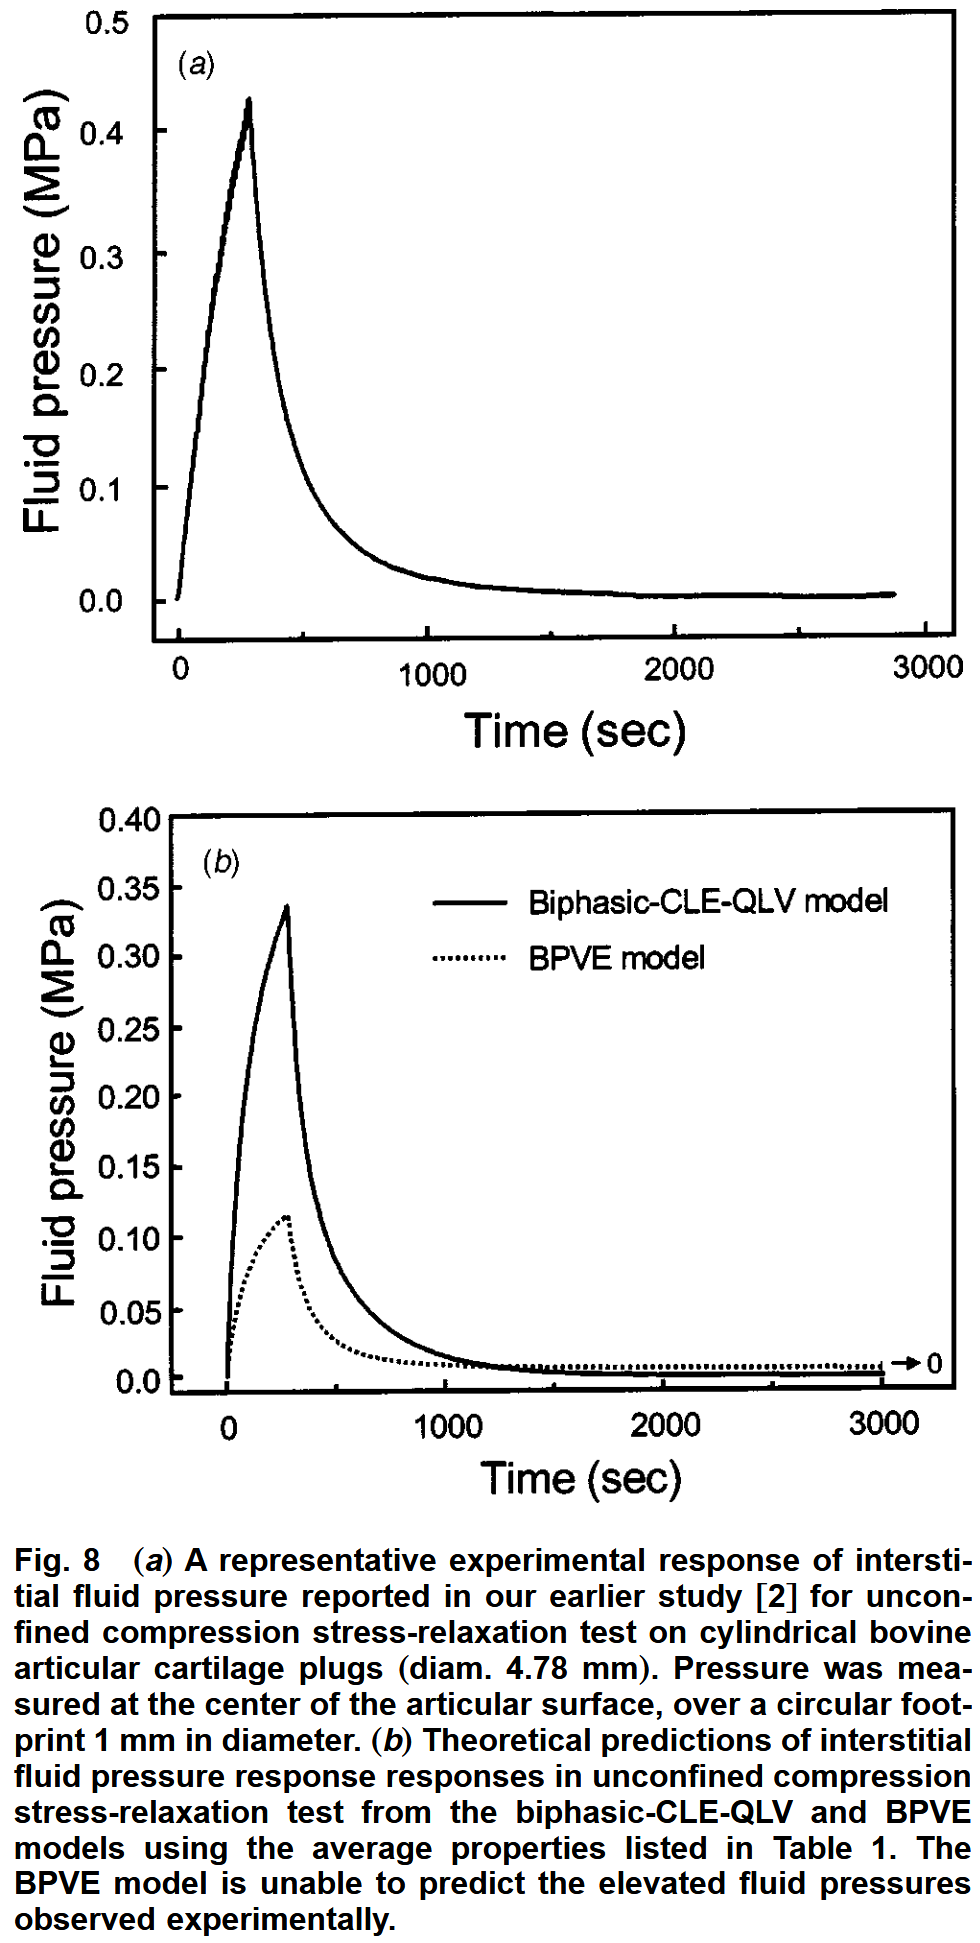 0.5
(a)
0.4
0.3
0.2
0.1
0.0
Fluid pressure (MPa)
0
1000
2000
3000
Time (sec)
0.40
(b)
0.35
Biphasic-CLE-QLV model
0.30
BPVE model
0.25
0.20
0.15
0.10
0.05
0.0
0
Fluid pressure (MPa)
0
1000
2000
3000
Time (sec)
Fig. 8 (a) A representative experimental response of intersti-
tial fluid pressure reported in our earlier study [2] for uncon-
fined compression stress-relaxation test on cylindrical bovine
articular cartilage plugs (diam. 4.78 mm). Pressure was mea-
sured at the center of the articular surface, over a circular foot-
print 1 mm in diameter. (b) Theoretical predictions of interstitial
fluid pressure response responses in unconfined compression
stress-relaxation test from the biphasic-CLE-QLV and BPVE
models using the average properties listed in Table 1. The
BPVE model is unable to predict the elevated fluid pressures
observed experimentally.